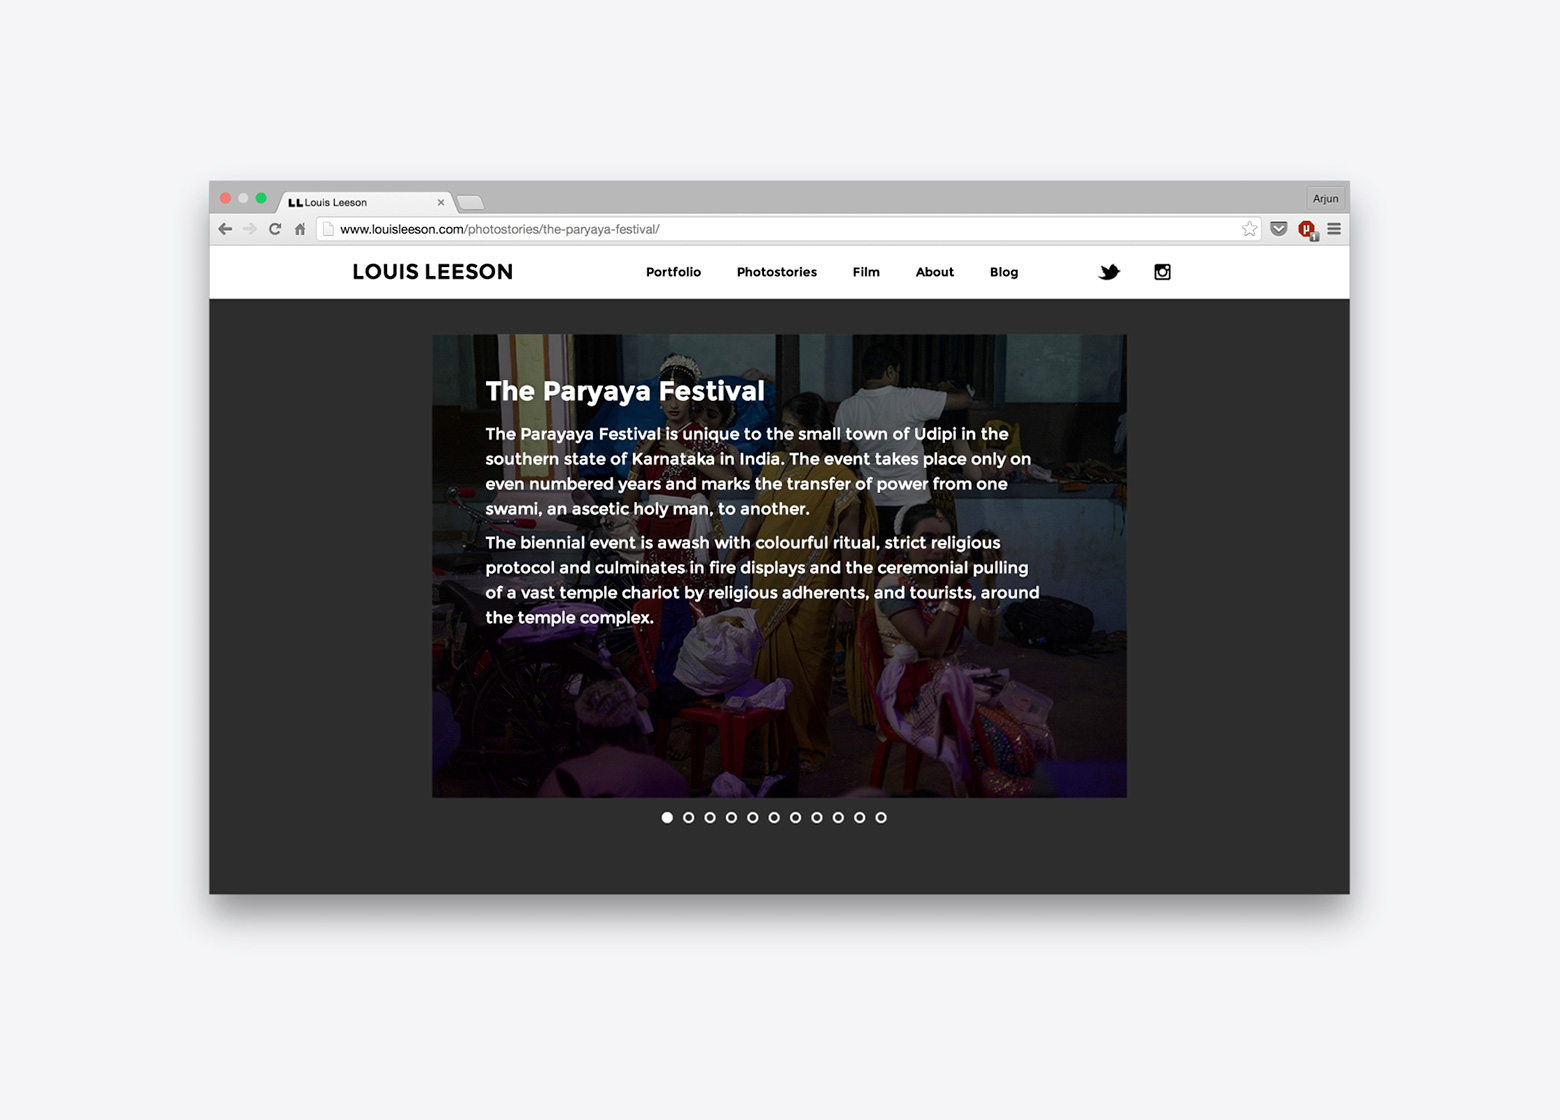 LL Louis Leeson
Arjun
www.louisleeson.com/photostories/the-paryaya-festival/
LOUIS LEESON
Portfolio
Photostories
Film
About
Blog
The Paryaya Festival
The Parayaya Festival is unique to the small town of Udipi in the
southern state of Karnataka in India. The event takes place only on
even numbered years and marks the transfer of power from one
swami, an ascetic holy man, to another.
The biennial event is awash with colourful ritual, strict religious
protocol and culminates in fire displays and the ceremonial pulling
of a vast temple chariot by religious adherents, and tourists, around
the temple complex.